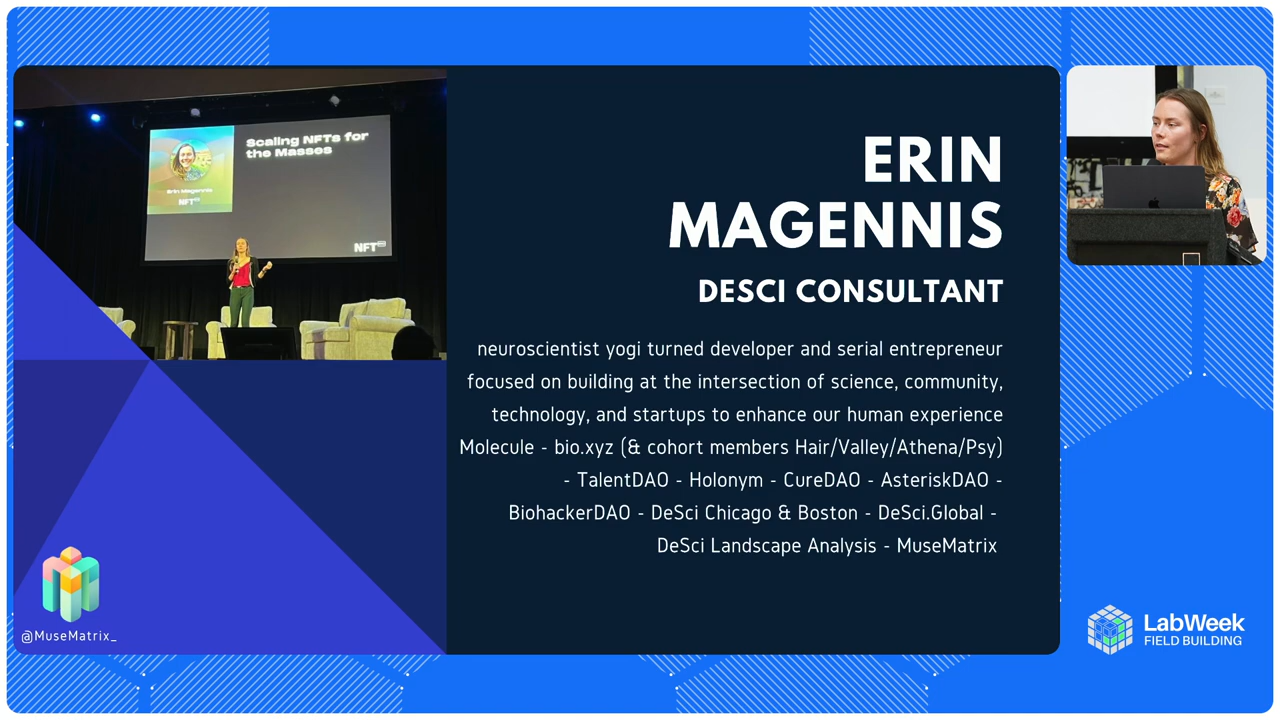 Scaling NFTs for
the Masses
Erin Magennis
NFT
NFT
ERIN
MAGENNIS
DESCI CONSULTANT
neuroscientist yogi turned developer and serial entrepreneur
focused on building at the intersection of science, community,
technology, and startups to enhance our human experience
Molecule - bio.xyz (& cohort members Hair/Valley/Athena/Psy)
- TalentDAO - Holonym - CureDAO - AsteriskDAO -
BiohackerDAO - DeSci Chicago & Boston - DeSci.Global -
DeSci Landscape Analysis - MuseMatrix
@MuseMatrix_
LabWeek
FIELD BUILDING